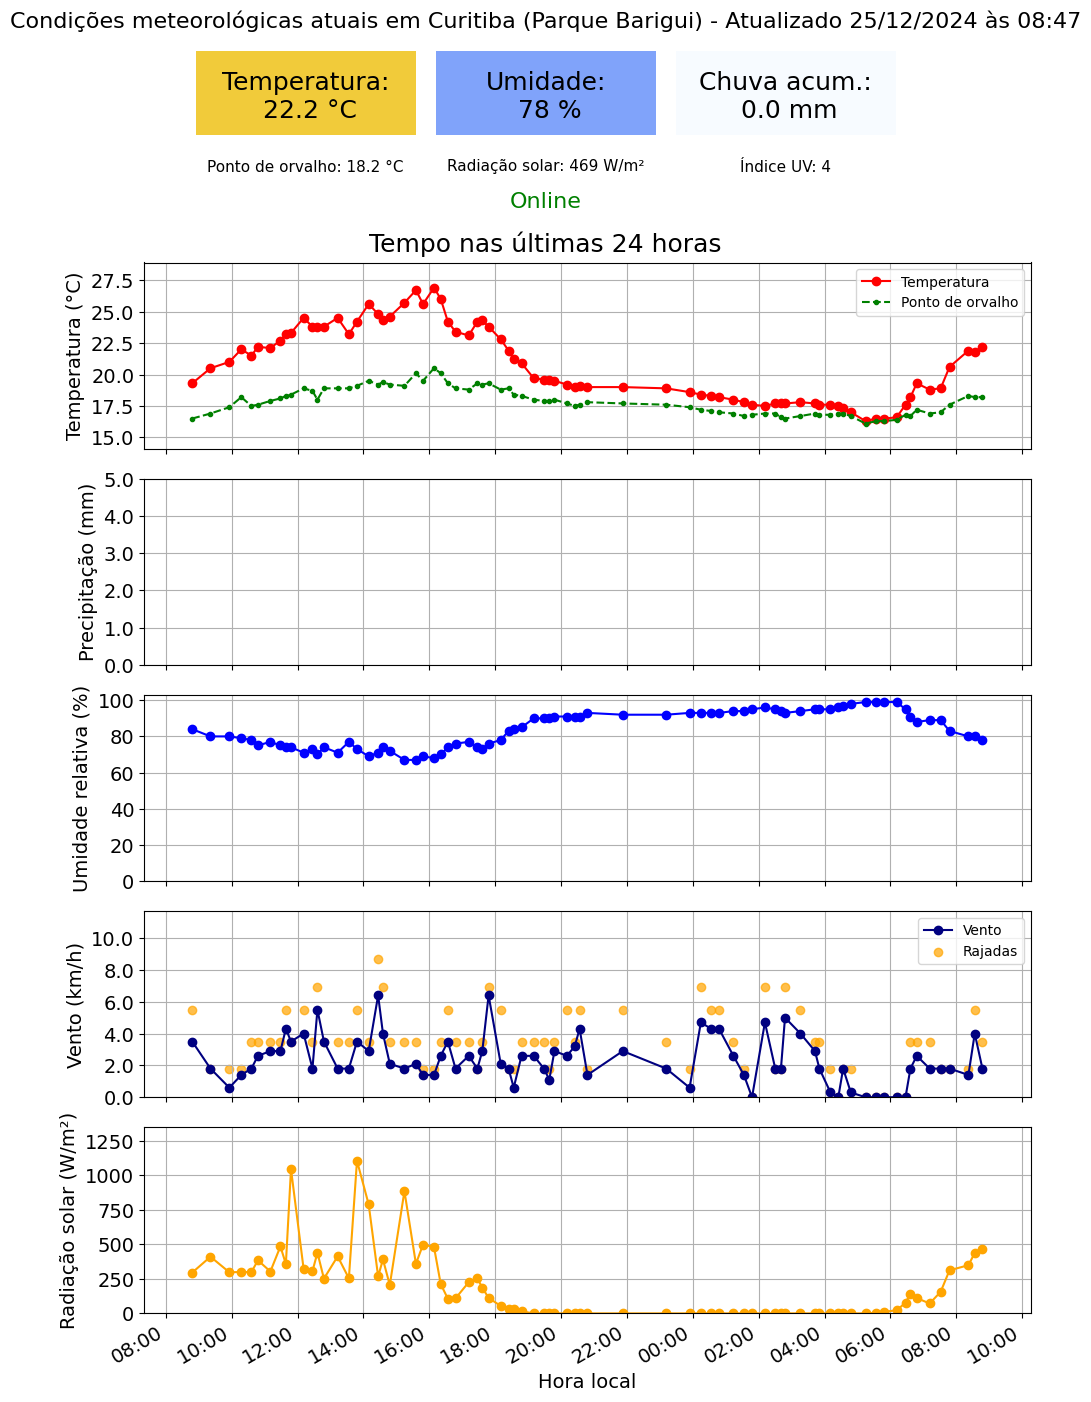 Condições meteorológicas atuais em Curitiba (Parque Barigui) - Atualizado 25/12/2024 às 08:47
Temperatura:
22.2 °C
Umidade:
78 %
Chuva acum.:
0.0 mm
Ponto de orvalho: 18.2 °C
Radiação solar: 469 W/m²
Índice UV: 4
Online
Tempo nas últimas 24 horas
Temperatura (°C)
27.5
25.0
22.5
20.0
17.5
15.0
Temperatura
Ponto de orvalho
Precipitação (mm)
5.0
4.0
3.0
2.0
1.0
0.0
Umidade relativa (%)
100
80
60
40
20
0
Vento (km/h)
10.0
8.0
6.0
4.0
2.0
0.0
Vento
Rajadas
Radiação solar (W/m²)
1250
1000
750
500
250
0
08:00
10:00
12:00
14:00
16:00
18:00
20:00
22:00
00:00
02:00
04:00
06:00
08:00
10:00
Hora local